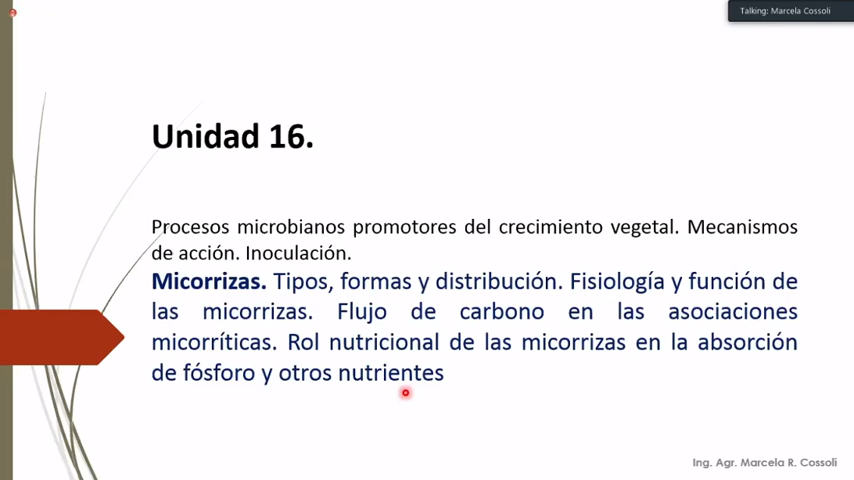 Talking: Marcela Cossoli
Unidad 16.
Procesos microbianos promotores del crecimiento vegetal. Mecanismos
de acción. Inoculación.
Micorrizas. Tipos, formas y distribución. Fisiología y función de
las micorrizas. Flujo de carbono en las asociaciones
micorríticas. Rol nutricional de las micorrizas en la absorción
de fósforo y otros nutrientes
Ing. Agr. Marcela R. Cossoli